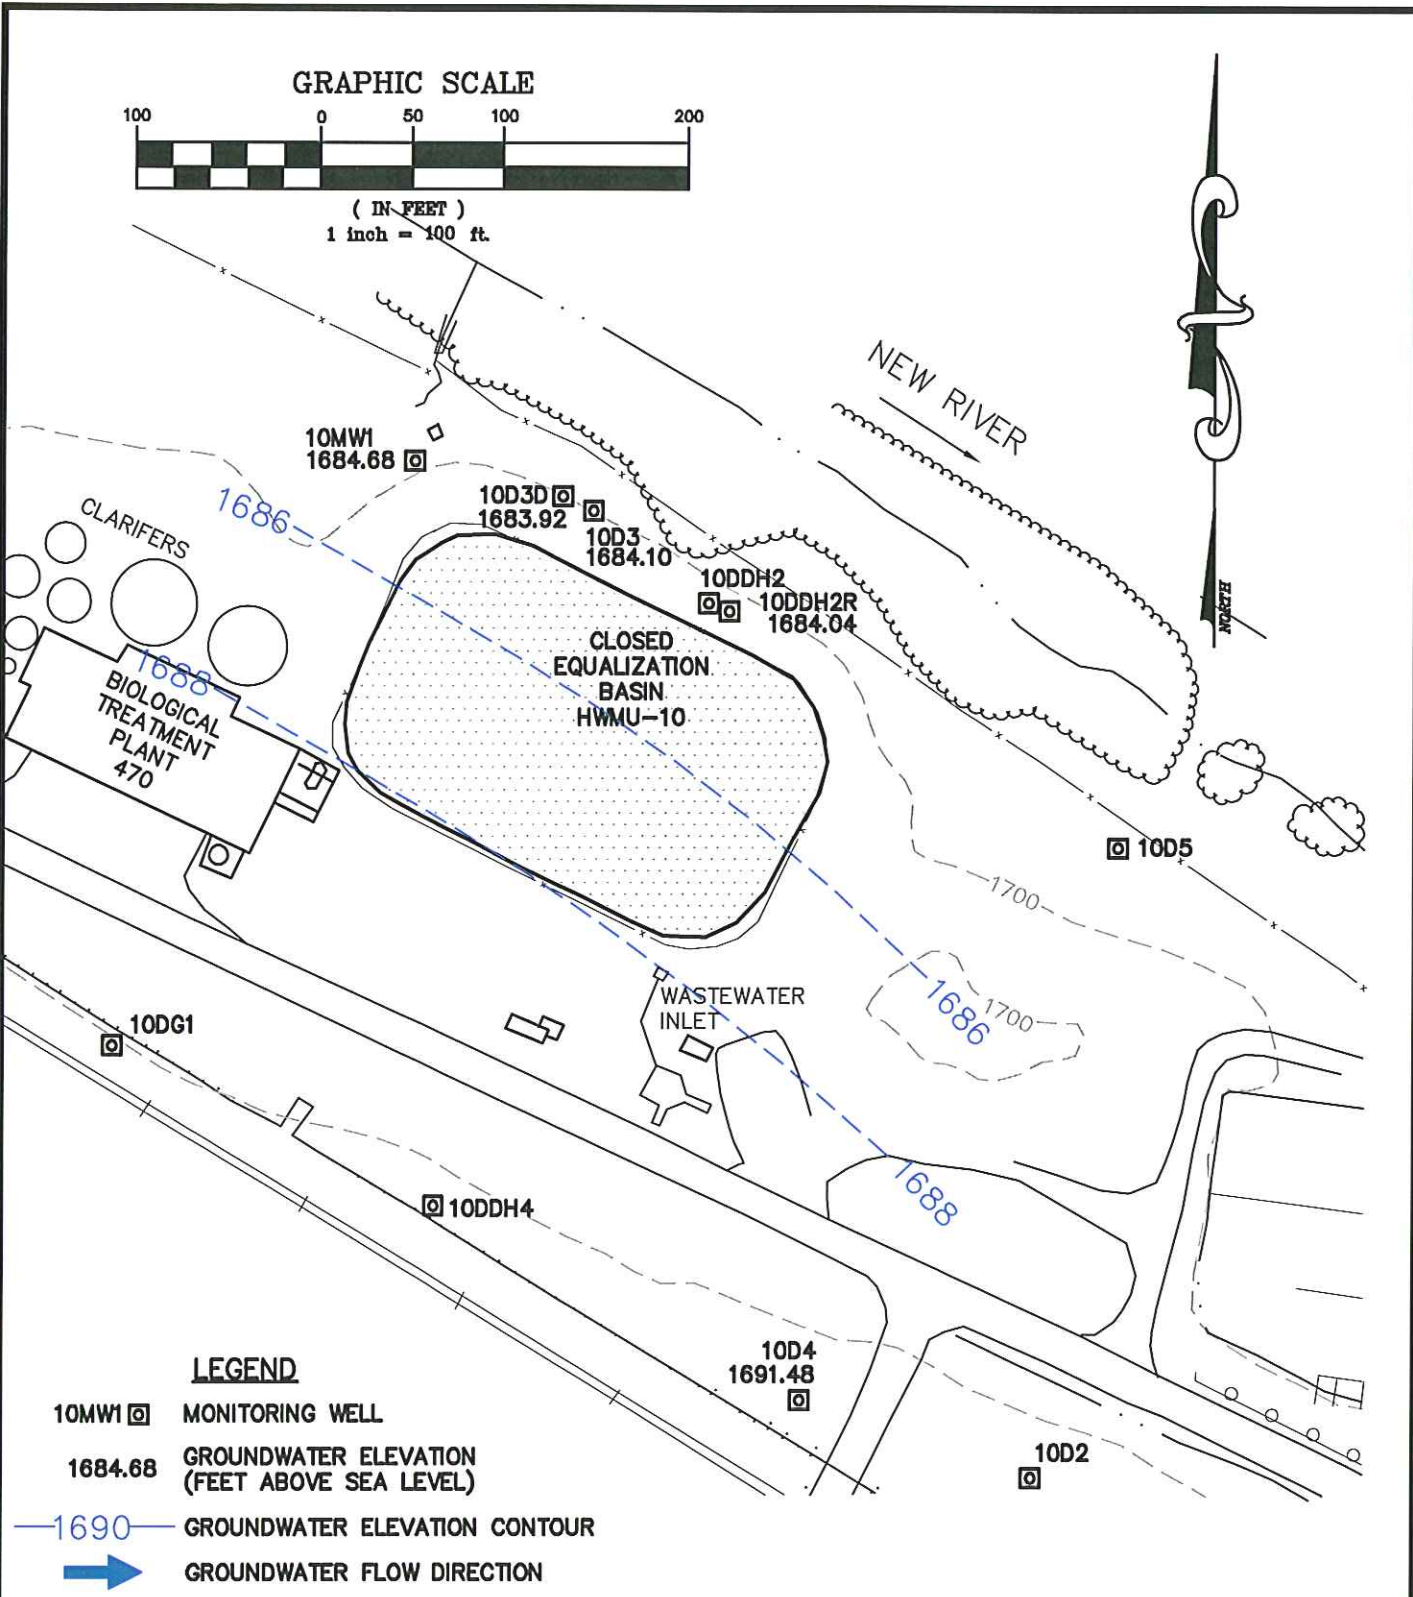 GRAPHIC SCALE
100 0 50 100 200
( IN FEET )
1 inch = 100 ft.
NEW RIVER
NORTH
10MW1
1684.68
10D3D
1683.92
10D3
1684.10
10DDH2
10DDH2R
1684.04
1686
CLARIFERS
1688
BIOLOGICAL
TREATMENT
PLANT
470
CLOSED
EQUALIZATION
BASIN
HWMU-10
10D5
1700
1686
1700
WASTEWATER
INLET
10DG1
10DDH4
1688
10D4
1691.48
10D2
LEGEND
10MW1 MONITORING WELL
1684.68 GROUNDWATER ELEVATION
(FEET ABOVE SEA LEVEL)
1690 GROUNDWATER ELEVATION CONTOUR
GROUNDWATER FLOW DIRECTION